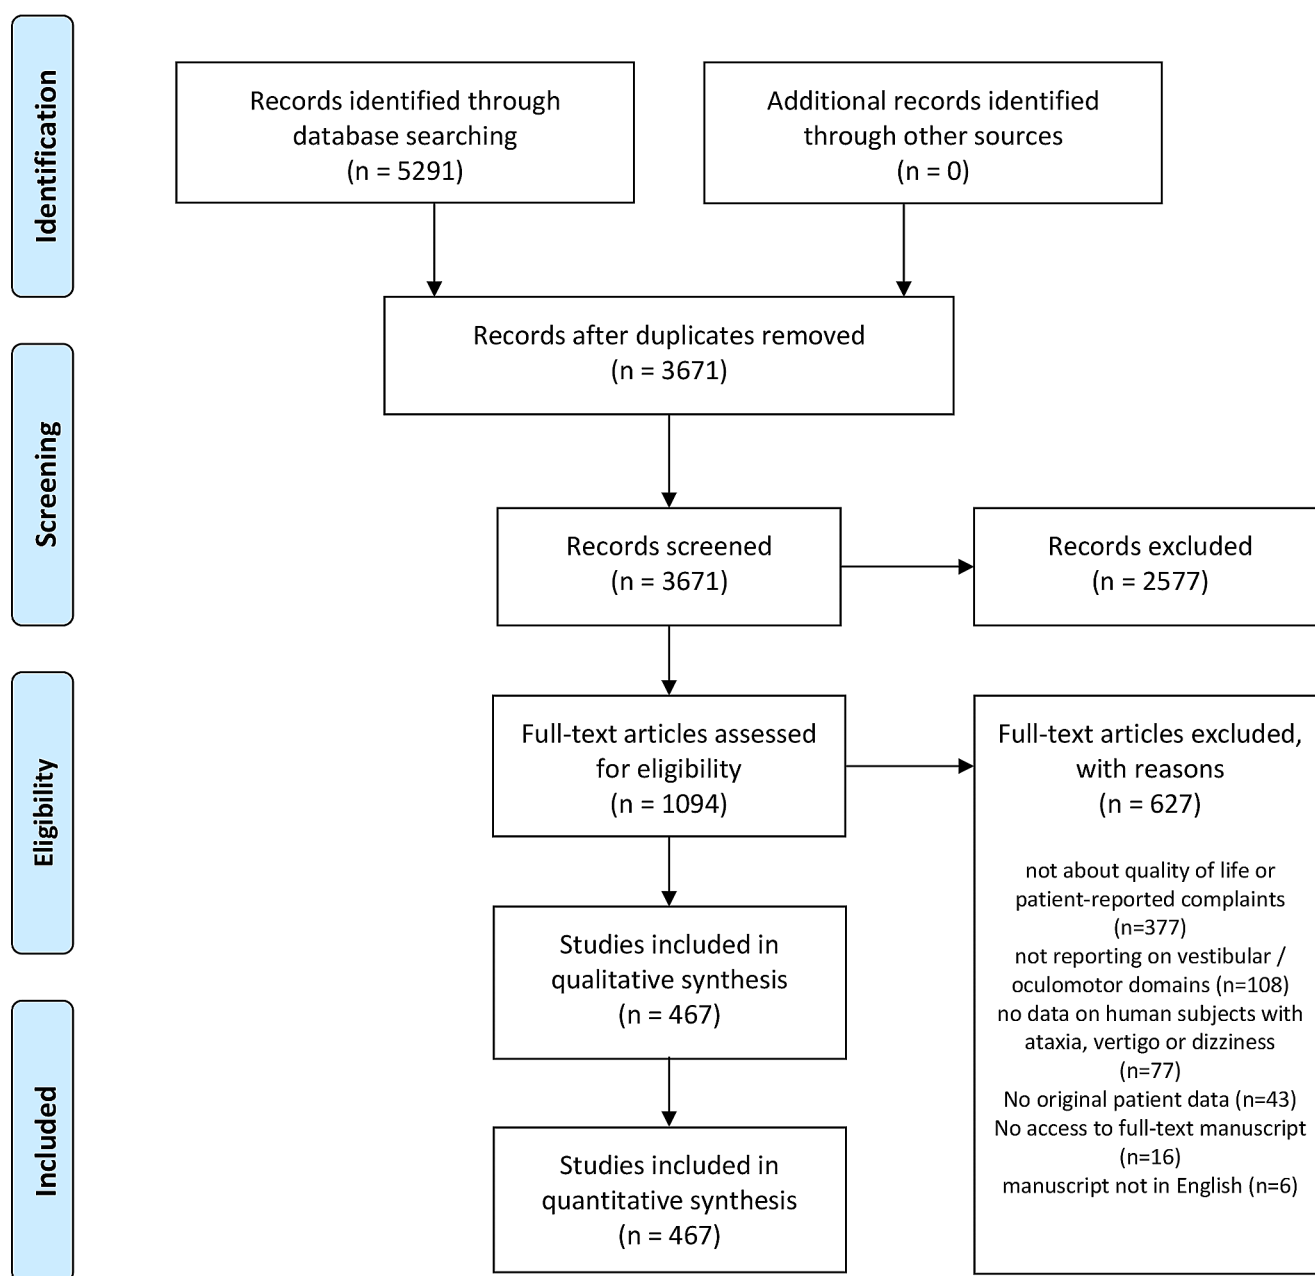 Identification
Records identified through
database searching
(n = 5291)
Additional records identified
through other sources
(n = 0)
Records after duplicates removed
(n = 3671)
Screening
Records screened
(n = 3671)
Records excluded
(n = 2577)
Eligibility
Full-text articles assessed
for eligibility
(n = 1094)
Full-text articles excluded,
with reasons
(n = 627)
not about quality of life or
patient-reported complaints
(n=377)
not reporting on vestibular /
oculomotor domains (n=108)
no data on human subjects with
ataxia, vertigo or dizziness
(n=77)
No original patient data (n=43)
No access to full-text manuscript
(n=16)
manuscript not in English (n=6)
Studies included in
qualitative synthesis
(n = 467)
Included
Studies included in
quantitative synthesis
(n = 467)